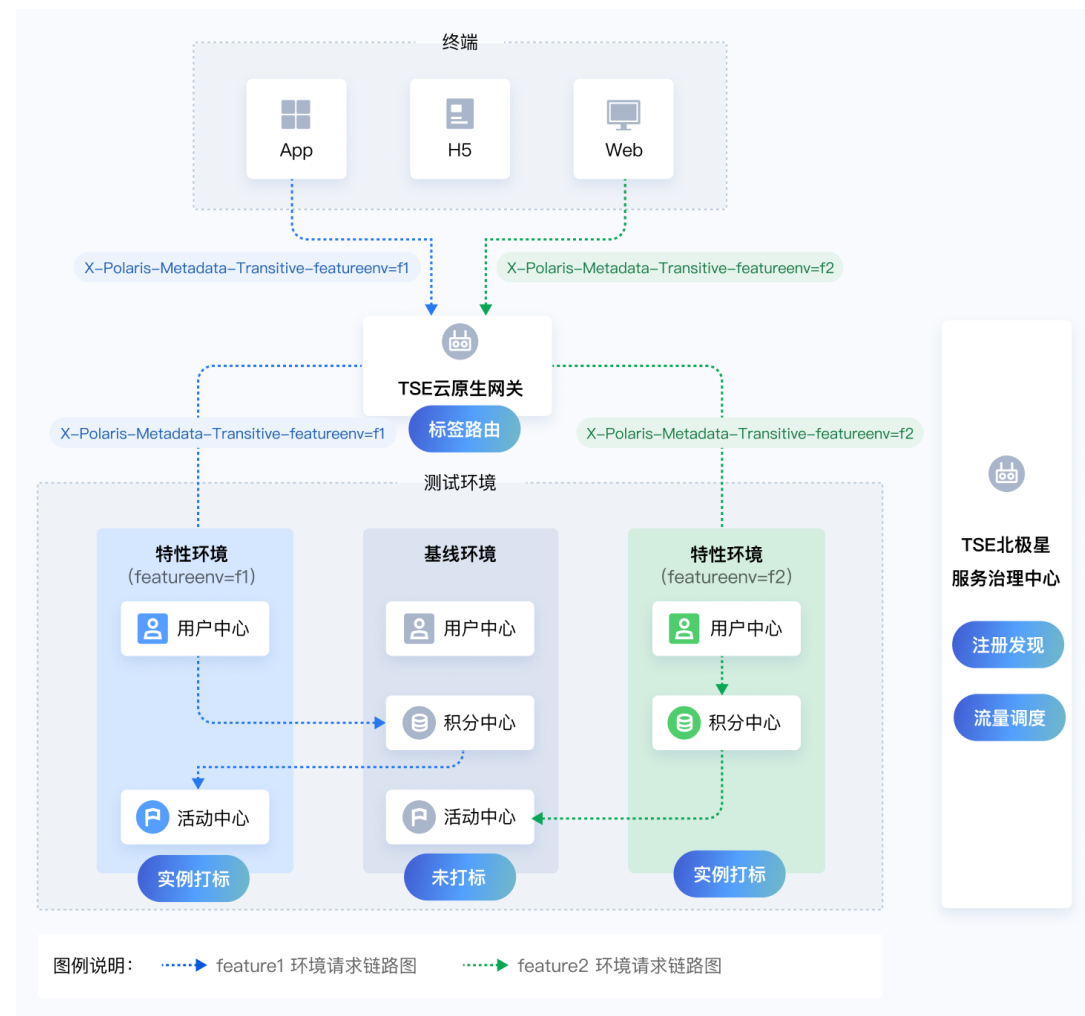 终端
App
H5
Web
X-Polaris-Metadata-Transitive-featureenv=f1
X-Polaris-Metadata-Transitive-featureenv=f2
TSE云原生网关
标签路由
X-Polaris-Metadata-Transitive-featureenv=f1
X-Polaris-Metadata-Transitive-featureenv=f2
测试环境
特性环境
(featureenv=f1)
用户中心
活动中心
实例打标
基线环境
用户中心
积分中心
活动中心
未打标
特性环境
(featureenv=f2)
用户中心
积分中心
实例打标
TSE北极星
服务治理中心
注册发现
流量调度
图例说明:
feature1 环境请求链路图
feature2 环境请求链路图